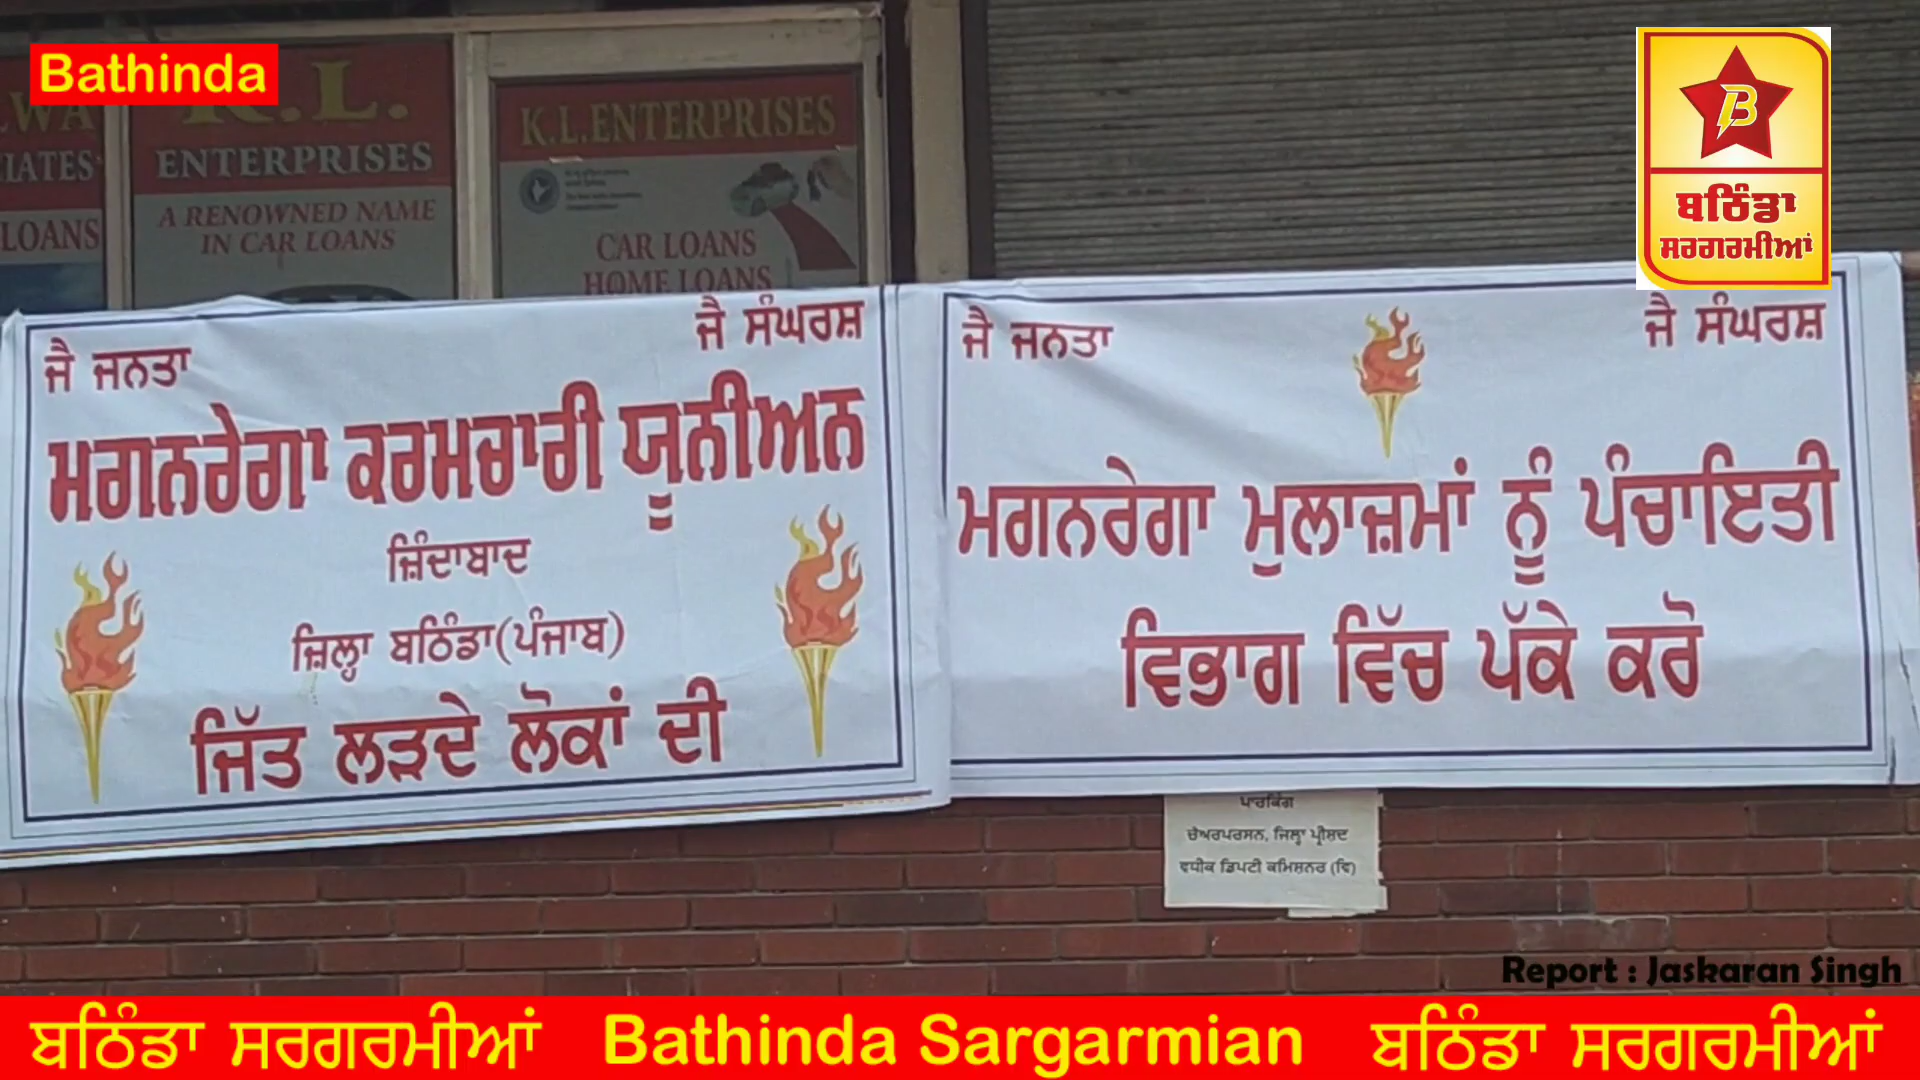 Bathinda
WA
K.L.
IATES
ENTERPRISES
LOANS
A RENOWNED NAME
IN CAR LOANS
K.L.ENTERPRISES
CAR LOANS
HOME LOANS
B
ਬਠਿੰਡਾ
ਸਰਗਰਮੀਆਂ
ਜੈ ਜਨਤਾ
ਜੈ ਸੰਘਰਸ਼
ਮਗਨਰੇਗਾ ਕਰਮਚਾਰੀ ਯੂਨੀਅਨ
ਜ਼ਿੰਦਾਬਾਦ
ਜ਼ਿਲ੍ਹਾ ਬਠਿੰਡਾ(ਪੰਜਾਬ)
ਜਿੱਤ ਲੜਦੇ ਲੋਕਾਂ ਦੀ
ਜੈ ਜਨਤਾ
ਜੈ ਸੰਘਰਸ਼
ਮਗਨਰੇਗਾ ਮੁਲਾਜ਼ਮਾਂ ਨੂੰ ਪੰਚਾਇਤੀ
ਵਿਭਾਗ ਵਿੱਚ ਪੱਕੇ ਕਰੋ
ਪਾਰਕਿੰਗ
ਚੇਅਰਪਰਸਨ, ਜਿਲ੍ਹਾ ਪ੍ਰੀਸ਼ਦ
ਵਧੀਕ ਡਿਪਟੀ ਕਮਿਸ਼ਨਰ (ਵਿ)
Report : Jaskaran Singh
ਬਠਿੰਡਾ ਸਰਗਰਮੀਆਂ Bathinda Sargarmian ਬਠਿੰਡਾ ਸਰਗਰਮੀਆਂ